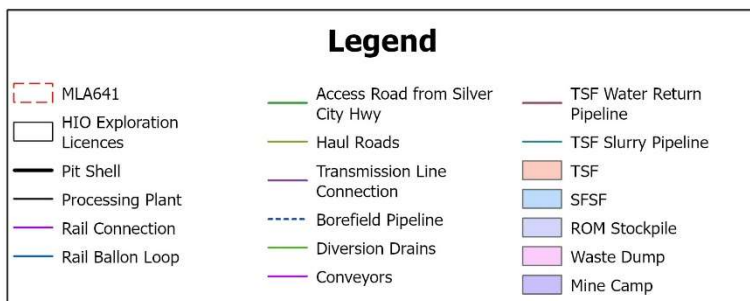 Legend
MLA641
HIO Exploration
Licences
Pit Shell
Processing Plant
Rail Connection
Rail Ballon Loop
Access Road from Silver
City Hwy
Haul Roads
Transmission Line
Connection
Borefield Pipeline
Diversion Drains
Conveyors
TSF Water Return
Pipeline
TSF Slurry Pipeline
TSF
SFSF
ROM Stockpile
Waste Dump
Mine Camp